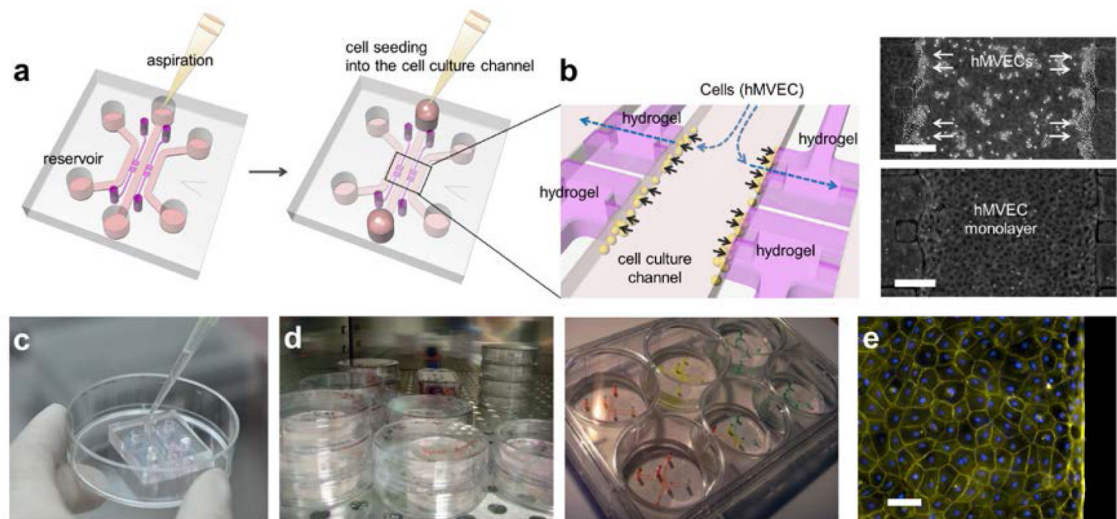 a
aspiration
reservoir
cell seeding
into the cell culture channel
b
Cells (hMVEC)
hydrogel
hydrogel
hydrogel
hydrogel
cell culture
channel
hMVECs
hMVEC
monolayer
c
d
e